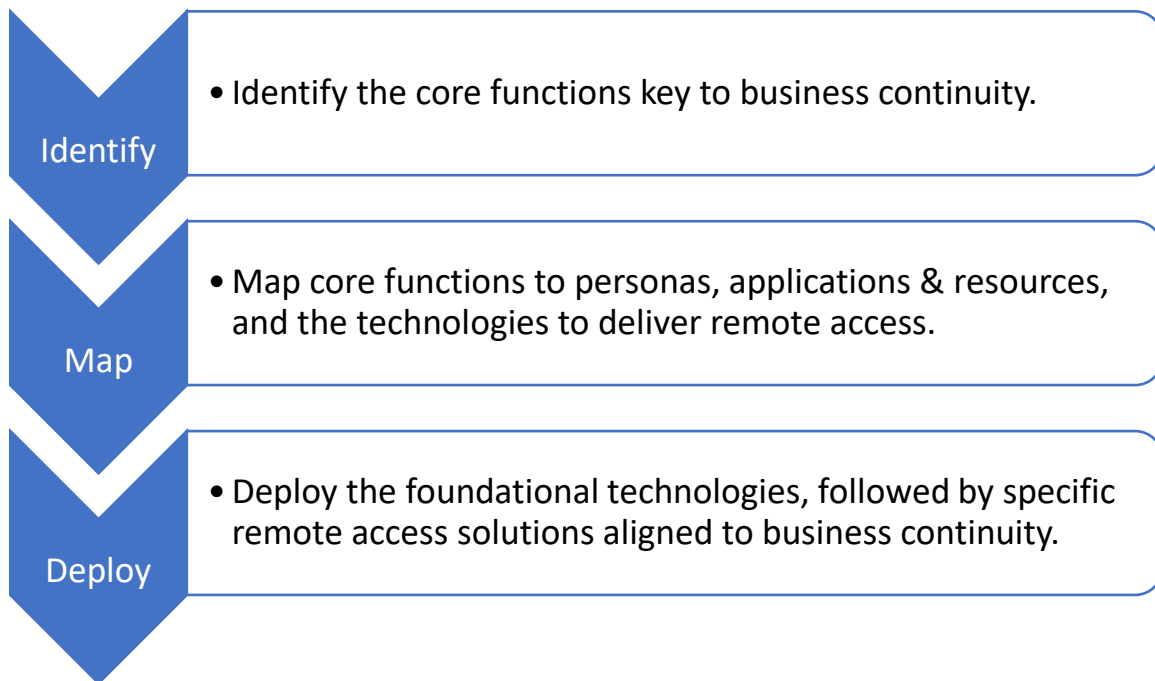 Identify
• Identify the core functions key to business continuity.
Map
• Map core functions to personas, applications & resources,
and the technologies to deliver remote access.
Deploy
• Deploy the foundational technologies, followed by specific
remote access solutions aligned to business continuity.